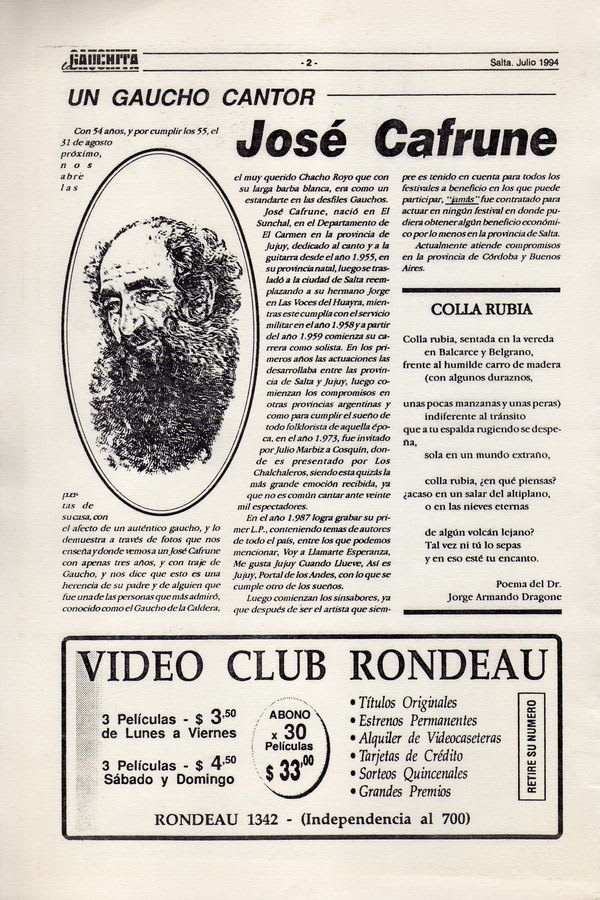 la GAUCHITA
- 2 -
Salta. Julio 1994
UN GAUCHO CANTOR
José Cafrune
Con 54 años, y por cumplir los 55, el
31 de agosto
próximo,
nos
abre
las
puer-
tas de
su casa, con
el afecto de un auténtico gaucho, y lo
demuestra a través de fotos que nos
enseña y donde vemos a un José Cafrune
con apenas tres años, y con traje de
Gaucho, y nos dice que esto es una
herencia de su padre y de alguien que
fue una de las personas que más admiró,
conocido como el Gaucho de la Caldera,
el muy querido Chacho Royo que con
su larga barba blanca, era como un
estandarte en las desfiles Gauchos.
José Cafrune, nació en El
Sunchal, en el Departamento de
El Carmen en la provincia de
Jujuy, dedicado al canto y a la
guitarra desde el año 1.955, en
su provincia natal, luego se tras-
ladó a la ciudad de Salta reem-
plazando a su hermano Jorge
en Las Voces del Huayra, mien-
tras este cumplía con el servicio
militar en el año 1.958 y a partir
del año 1.959 comienza su ca-
rrera como solista. En los pri-
meros años las actuaciones las
desarrollaba entre las provin-
cia de Salta y Jujuy, luego co-
mienzan los compromisos en
otras provincias argentinas y
como para cumplir el sueño de
todo folklorista de aquella épo-
ca, en el año 1.973, fue invitado
por Julio Marbiz a Cosquín, don-
de es presentado por Los
Chalchaleros, siendo esta quizás la
más grande emoción recibida, ya
que no es común cantar ante veinte
mil espectadores.
En el año 1.987 logra grabar su pri-
mer L.P., conteniendo temas de autores
de todo el país, entre los que podemos
mencionar, Voy a Llamarte Esperanza,
Me gusta Jujuy Cuando Llueve, Así es
Jujuy, Portal de los Andes, con lo que se
cumple otro de los sueños.
Luego comienzan los sinsabores, ya
que después de ser el artista que siem-
pre es tenido en cuenta para todos los
festivales a beneficio en los que puede
participar, "jamás" fue contratado para
actuar en ningún festival en donde pu-
diera obtener algún beneficio económi-
co por lo menos en la provincia de Salta.
Actualmente atiende compromisos
en la provincia de Córdoba y Buenos
Aires.
COLLA RUBIA
Colla rubia, sentada en la vereda
en Balcarce y Belgrano,
frente al humilde carro de madera
(con algunos duraznos,
unas pocas manzanas y unas peras)
indiferente al tránsito
que a tu espalda rugiendo se despe-
ña,
sola en un mundo extraño,
colla rubia, ¿en qué piensas?
¿acaso en un salar del altiplano,
o en las nieves eternas
de algún volcán lejano?
Tal vez ni tú lo sepas
y en eso esté tu encanto.
Poema del Dr.
Jorge Armando Dragone
VIDEO CLUB RONDEAU
3 Películas - $ 3,50
de Lunes a Viernes
3 Películas - $ 4,50
Sábado y Domingo
ABONO
x 30
Películas
$ 33,00
• Títulos Originales
• Estrenos Permanentes
• Alquiler de Videocaseteras
• Tarjetas de Crédito
• Sorteos Quincenales
• Grandes Premios
RETIRE SU NUMERO
RONDEAU 1342 - (Independencia al 700)